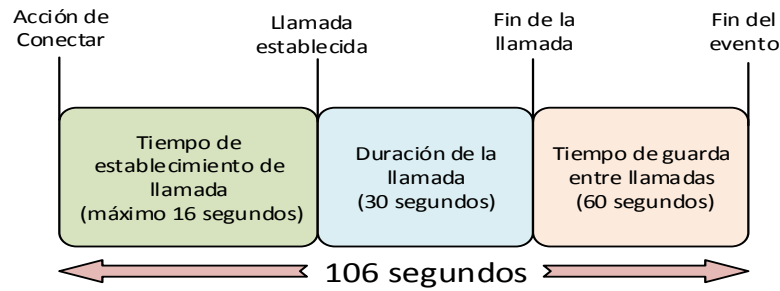 Acción de
Conectar
Llamada
establecida
Fin de la
llamada
Fin del
evento
Tiempo de
establecimiento de
llamada
(máximo 16 segundos)
Duración de la
llamada
(30 segundos)
Tiempo de guarda
entre llamadas
(60 segundos)
106 segundos